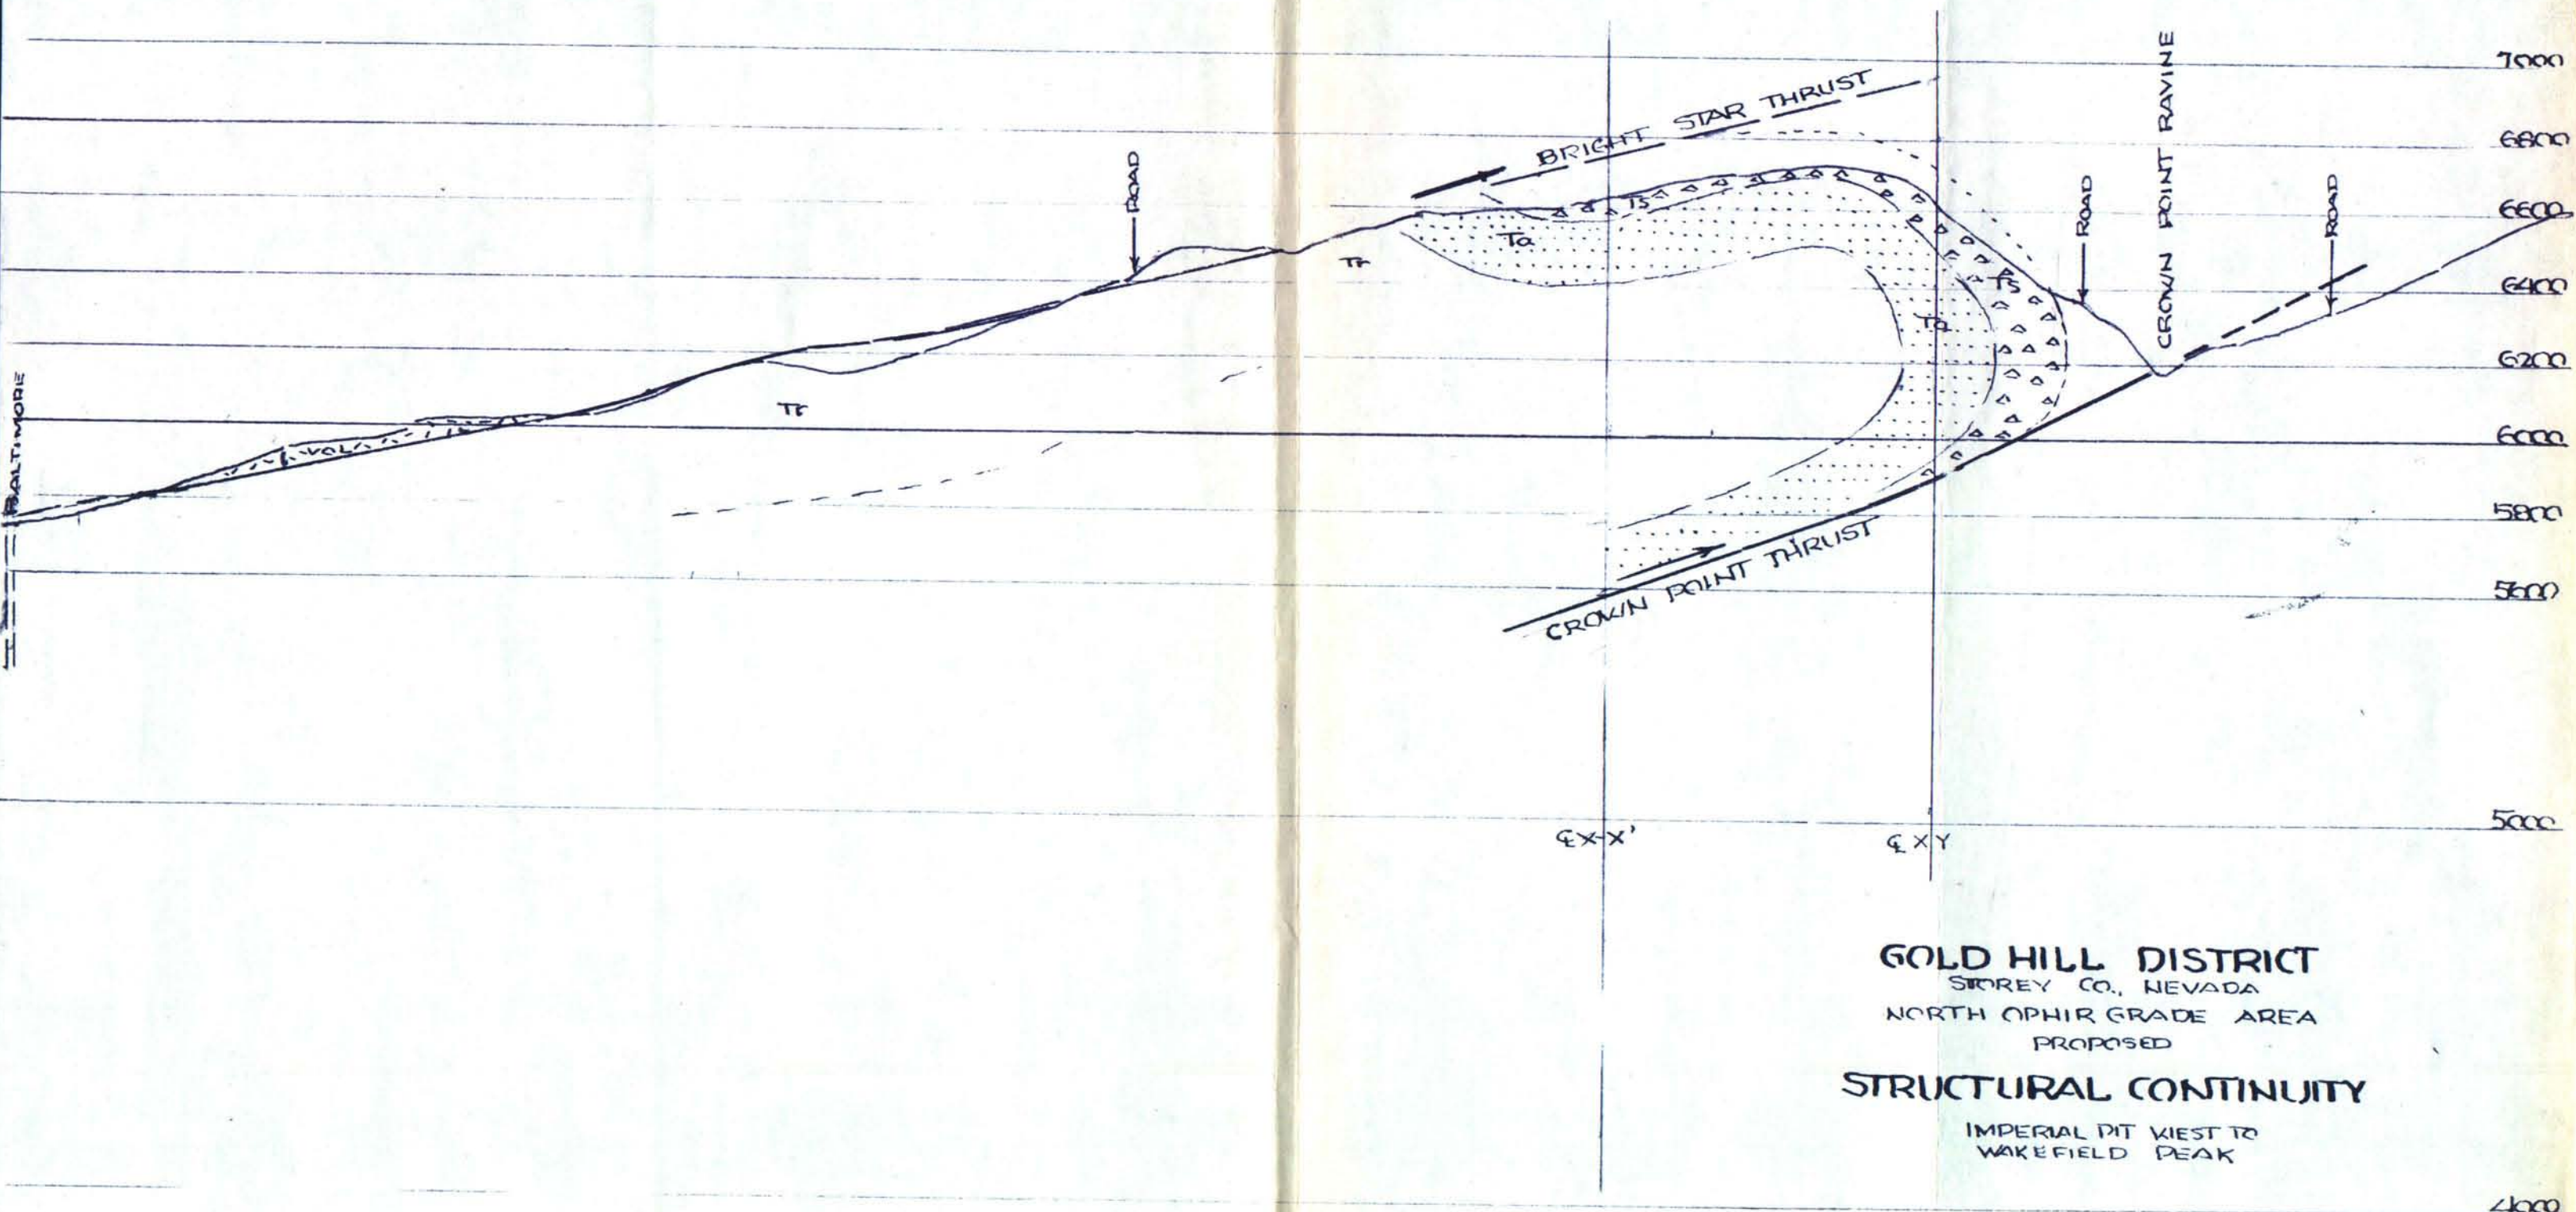 7000
BRIGHT STAR THRUST
CROWN POINT RAVINE
6800
ROAD
ROAD
ROAD
6600
Ts
Ta
Tr
6400
Ts
Ta
6200
BALTIMORE
Tr
6000
VOL
5800
CROWN POINT THRUST
5600
5000
℄ X-X'
℄ XY
GOLD HILL DISTRICT
STOREY CO., NEVADA
NORTH OPHIR GRADE AREA
PROPOSED
STRUCTURAL CONTINUITY
IMPERIAL PIT WEST TO
WAKEFIELD PEAK
4000